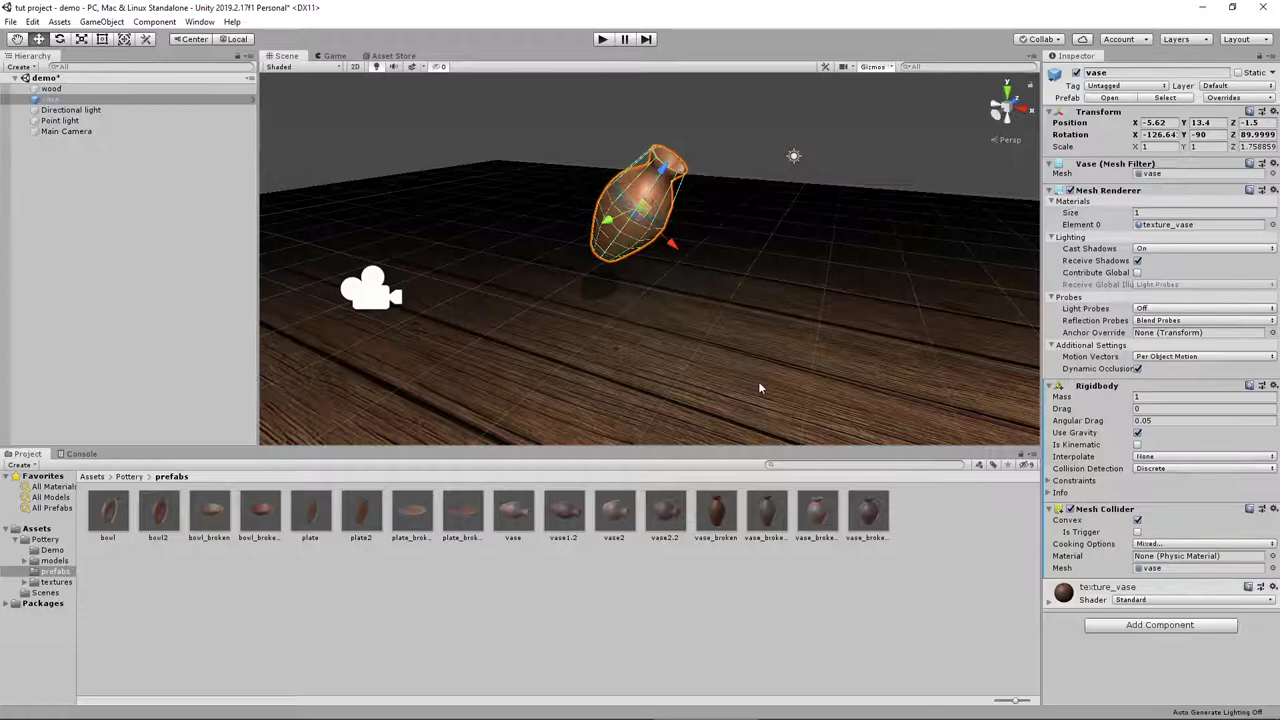 tut project - demo - PC, Mac & Linux Standalone - Unity 2019.2.17f1 Personal* <DX11>
File Edit Assets GameObject Component Window Help
Center Local Collab Account Layers Layout
Hierarchy
Create All
demo*
wood
Directional light
Point light
Main Camera
Scene Game Asset Store
Shaded 2D 0 Gizmos All
y
z
x
Persp
Inspector
vase Static
Tag Untagged Layer Default
Prefab Open Select Overrides
Transform
Position X -5.62 Y 13.4 Z -1.5
Rotation X -126.64 Y -90 Z 89.9999
Scale X 1 Y 1 Z 1.758859
Vase (Mesh Filter)
Mesh vase
Mesh Renderer
Materials
Size 1
Element 0 texture_vase
Lighting
Cast Shadows On
Receive Shadows
Contribute Global
Receive Global Illu Light Probes
Probes
Light Probes Off
Reflection Probes Blend Probes
Anchor Override None (Transform)
Additional Settings
Motion Vectors Per Object Motion
Dynamic Occlusion
Rigidbody
Mass 1
Drag 0
Angular Drag 0.05
Use Gravity
Is Kinematic
Interpolate None
Collision Detection Discrete
Constraints
Info
Mesh Collider
Convex
Is Trigger
Cooking Options Mixed...
Material None (Physic Material)
Mesh vase
texture_vase
Shader Standard
Add Component
Project Console
Create
Favorites
All Materials
All Models
All Prefabs
Assets
Pottery
Demo
models
prefabs
textures
Scenes
Packages
Assets Pottery prefabs
9
bowl bowl2 bowl_broken bowl_broke... plate plate2 plate_brok... plate_brok... vase vase1.2 vase2 vase2.2 vase_broken vase_broke... vase_broke... vase_broke...
Auto Generate Lighting Off